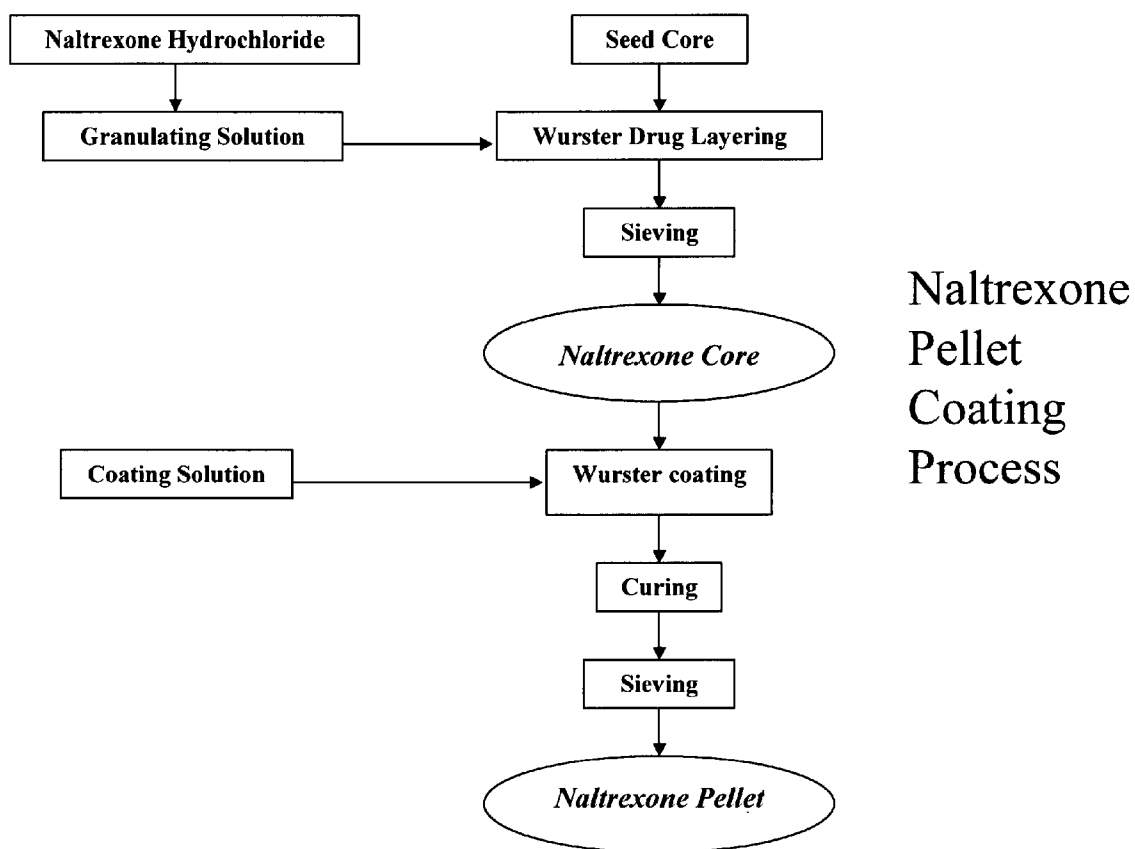 Naltrexone Hydrochloride
Seed Core
Granulating Solution
Wurster Drug Layering
Sieving
Naltrexone Core
Coating Solution
Wurster coating
Curing
Sieving
Naltrexone Pellet
Naltrexone
Pellet
Coating
Process